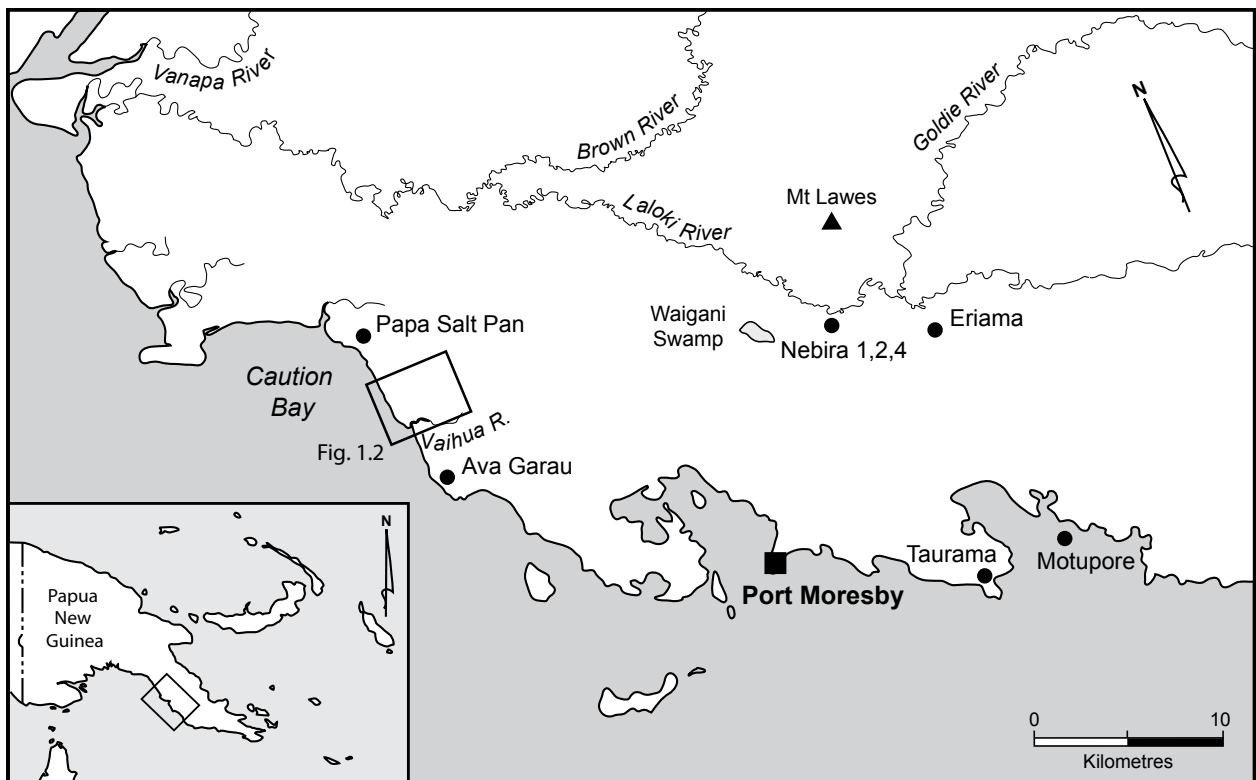 Vanapa River
Brown River
Goldie River
N
Mt Lawes
Laloki River
Papa Salt Pan
Waigani
Swamp
Eriama
Nebira 1,2,4
Caution
Bay
Vaihua R.
Fig. 1.2
Ava Garau
Taurama
Motupore
Port Moresby
N
Papua
New
Guinea
0 10
Kilometres